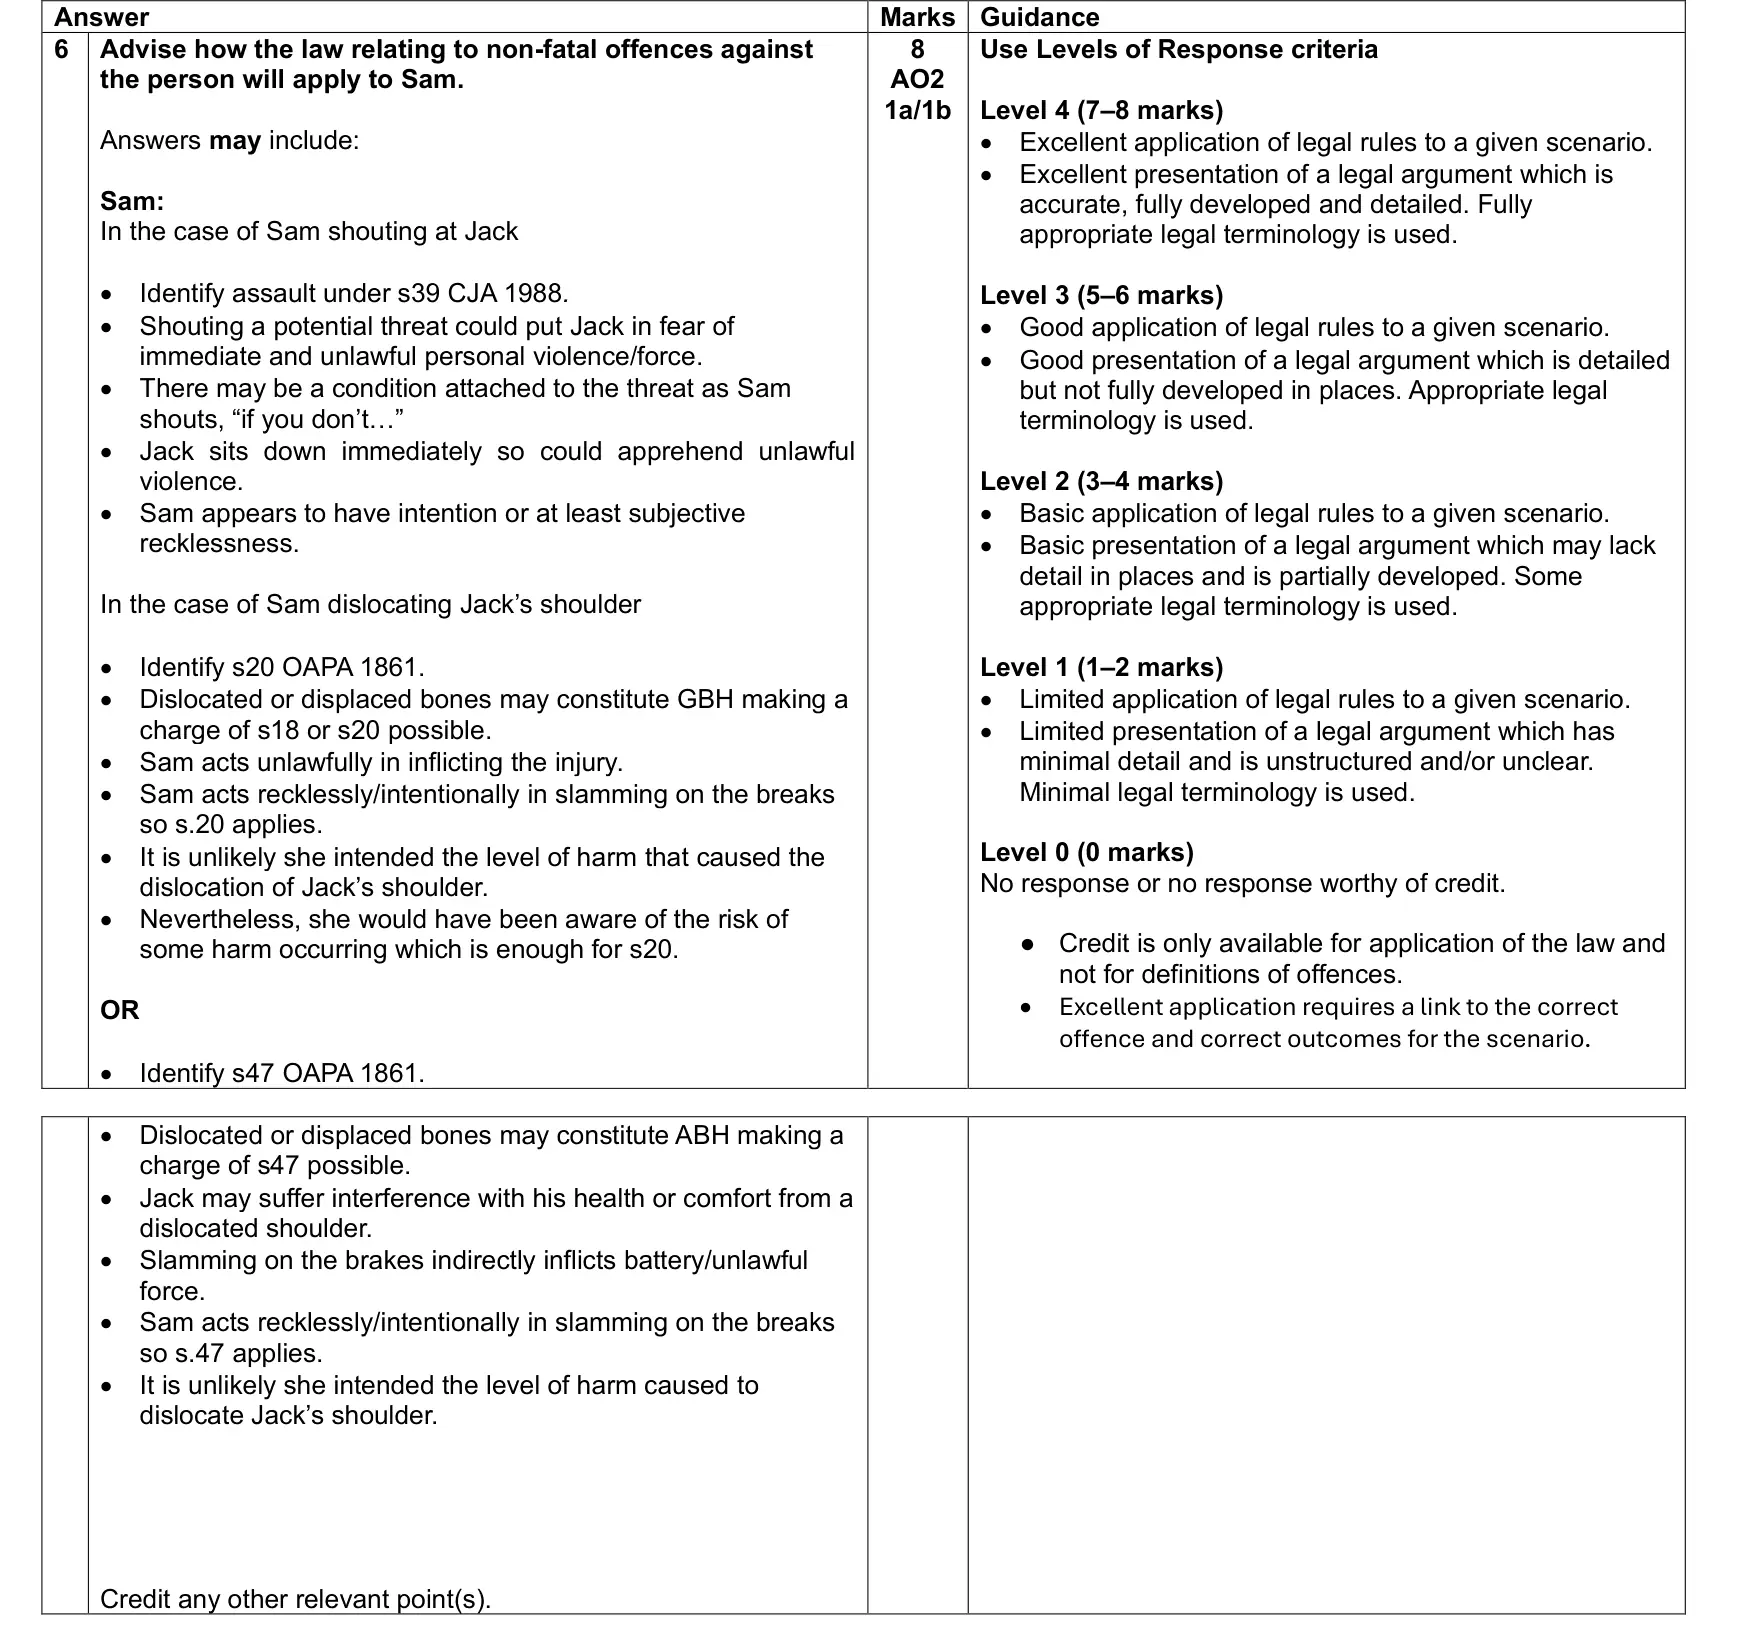 Answer Marks Guidance
6 Advise how the law relating to non-fatal offences against
the person will apply to Sam.
Answers may include:
Sam:
In the case of Sam shouting at Jack
• Identify assault under s39 CJA 1988.
• Shouting a potential threat could put Jack in fear of
immediate and unlawful personal violence/force.
• There may be a condition attached to the threat as Sam
shouts, “if you don’t…”
• Jack sits down immediately so could apprehend unlawful
violence.
• Sam appears to have intention or at least subjective
recklessness.
In the case of Sam dislocating Jack’s shoulder
• Identify s20 OAPA 1861.
• Dislocated or displaced bones may constitute GBH making a
charge of s18 or s20 possible.
• Sam acts unlawfully in inflicting the injury.
• Sam acts recklessly/intentionally in slamming on the breaks
so s.20 applies.
• It is unlikely she intended the level of harm that caused the
dislocation of Jack’s shoulder.
• Nevertheless, she would have been aware of the risk of
some harm occurring which is enough for s20.
OR
• Identify s47 OAPA 1861.
8
AO2
1a/1b
Use Levels of Response criteria
Level 4 (7–8 marks)
• Excellent application of legal rules to a given scenario.
• Excellent presentation of a legal argument which is
accurate, fully developed and detailed. Fully
appropriate legal terminology is used.
Level 3 (5–6 marks)
• Good application of legal rules to a given scenario.
• Good presentation of a legal argument which is detailed
but not fully developed in places. Appropriate legal
terminology is used.
Level 2 (3–4 marks)
• Basic application of legal rules to a given scenario.
• Basic presentation of a legal argument which may lack
detail in places and is partially developed. Some
appropriate legal terminology is used.
Level 1 (1–2 marks)
• Limited application of legal rules to a given scenario.
• Limited presentation of a legal argument which has
minimal detail and is unstructured and/or unclear.
Minimal legal terminology is used.
Level 0 (0 marks)
No response or no response worthy of credit.
• Credit is only available for application of the law and
not for definitions of offences.
• Excellent application requires a link to the correct
offence and correct outcomes for the scenario.
• Dislocated or displaced bones may constitute ABH making a
charge of s47 possible.
• Jack may suffer interference with his health or comfort from a
dislocated shoulder.
• Slamming on the brakes indirectly inflicts battery/unlawful
force.
• Sam acts recklessly/intentionally in slamming on the breaks
so s.47 applies.
• It is unlikely she intended the level of harm caused to
dislocate Jack’s shoulder.
Credit any other relevant point(s).